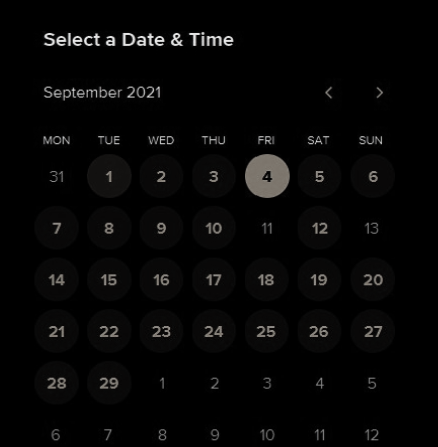 Select a Date & Time
September 2021
MON TUE WED THU FRI SAT SUN
31 1 2 3 4 5 6
7 8 9 10 11 12 13
14 15 16 17 18 19 20
21 22 23 24 25 26 27
28 29 1 2 3 4 5
6 7 8 9 10 11 12